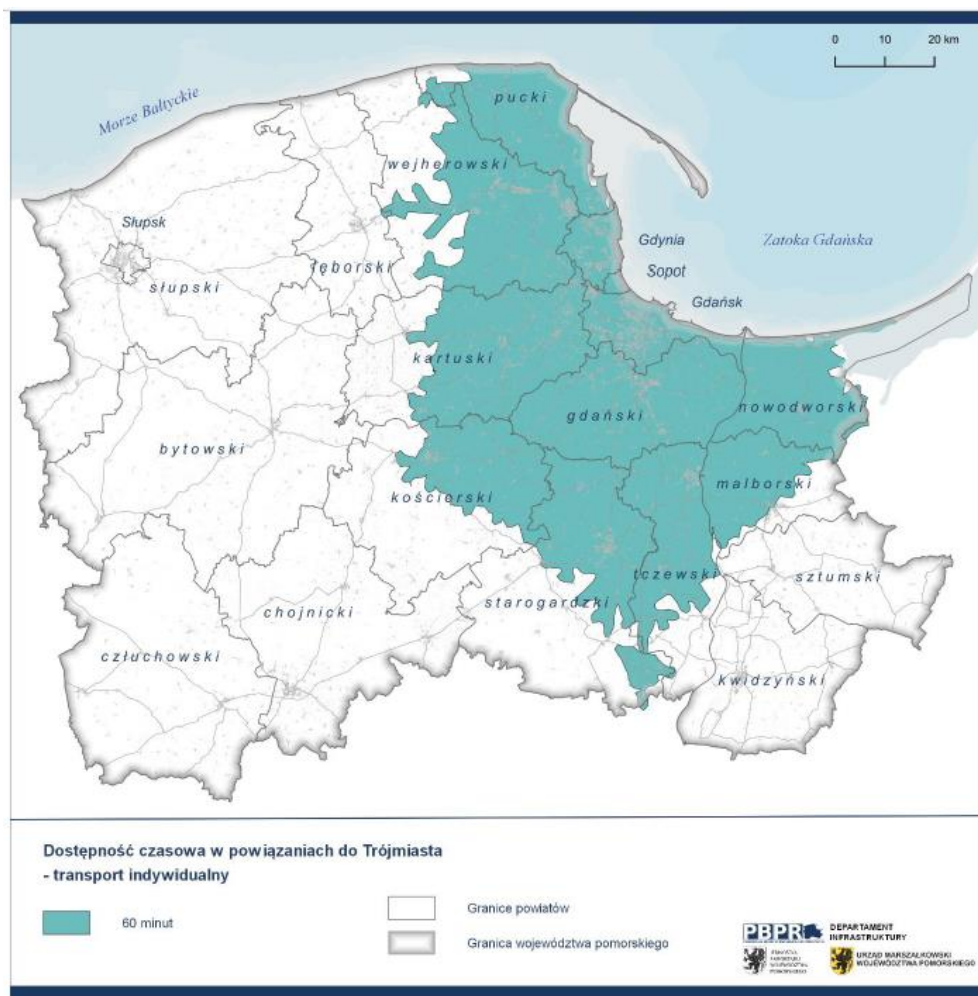 0 10 20 km
Morze Bałtyckie
pucki
wejherowski
Słupsk
Gdynia
Zatoka Gdańska
Sopot
łęborski
słupski
Gdańsk
kartuski
gdański
nowodworski
bytowski
malborski
kościerski
tczewski
sztumski
starogardzki
chojnicki
człuchowski
kwidzyński
Dostępność czasowa w powiązaniach do Trójmiasta
- transport indywidualny
60 minut
Granice powiatów
Granica województwa pomorskiego
PBPR
DEPARTAMENT
INFRASTRUKTURY
URZĄD MARSZAŁKOWSKI
WOJEWÓDZTWA POMORSKIEGO